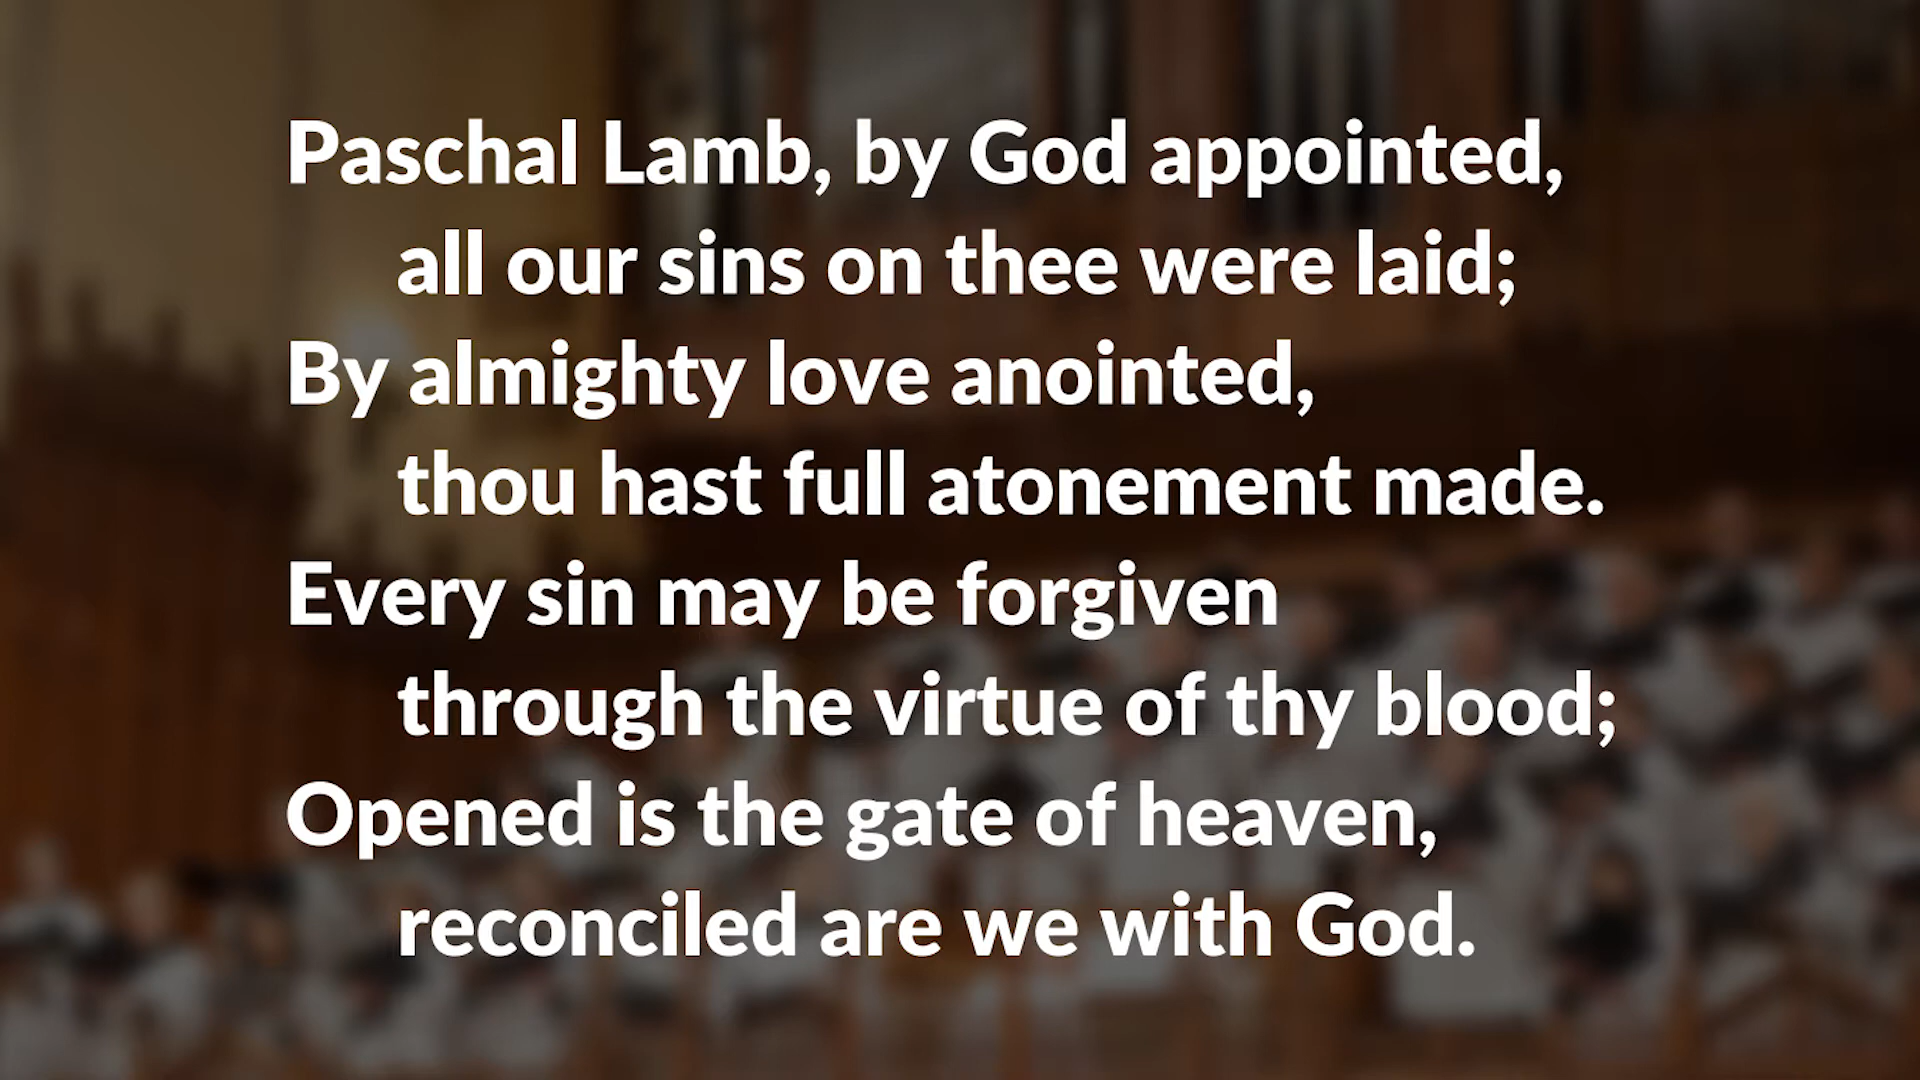 Paschal Lamb, by God appointed,
all our sins on thee were laid;
By almighty love anointed,
thou hast full atonement made.
Every sin may be forgiven
through the virtue of thy blood;
Opened is the gate of heaven,
reconciled are we with God.